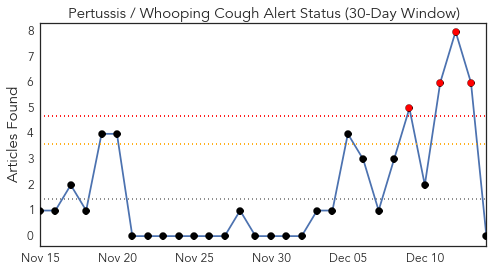 Pertussis / Whooping Cough Alert Status (30-Day Window)
Articles Found
8
7
6
5
4
3
2
1
0
Nov 15
Nov 20
Nov 25
Nov 30
Dec 05
Dec 10